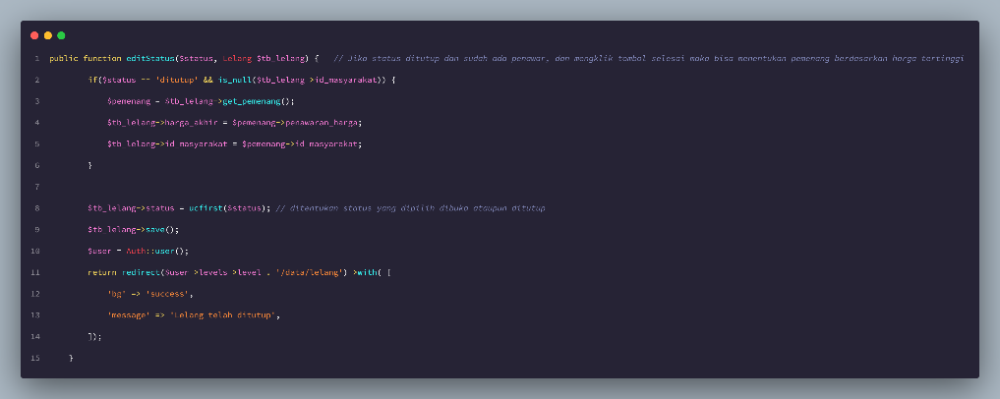 1 public function editStatus($status, Lelang $tb_lelang) { // Jika status ditutup dan sudah ada penawar, dan mengklik tombol selesai maka bisa menentukan pemenang berdasarkan harga tertinggi
2 if($status == 'ditutup' && is_null($tb_lelang->id_masyarakat)) {
3 $pemenang = $tb_lelang->get_pemenang();
4 $tb_lelang->harga_akhir = $pemenang->penawaran_harga;
5 $tb_lelang->id_masyarakat = $pemenang->id_masyarakat;
6 }
7
8 $tb_lelang->status = ucfirst($status); // ditentukan status yang dipilih dibuka ataupun ditutup
9 $tb_lelang->save();
10 $user = Auth::user();
11 return redirect($user->levels->level . '/data/lelang')->with( [
12 'bg' => 'success',
13 'message' => 'Lelang telah ditutup',
14 ]);
15 }